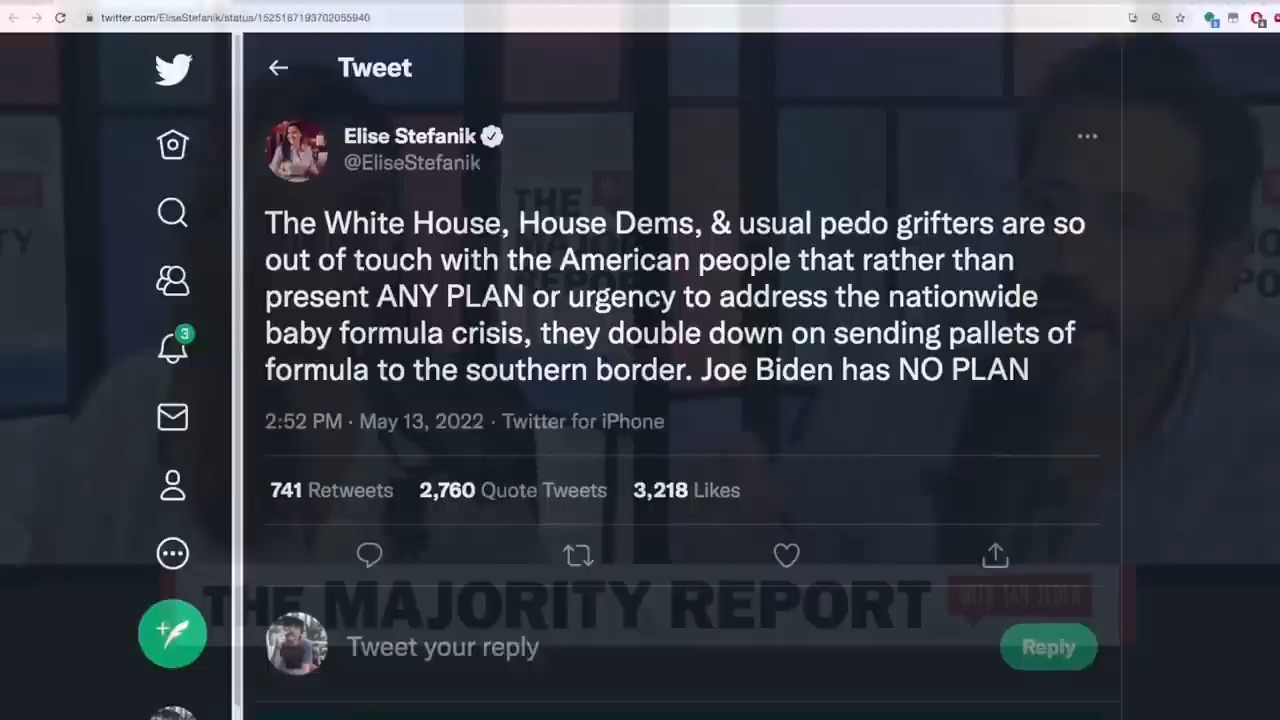 twitter.com/EliseStefanik/status/1525167193702055940
Tweet
Elise Stefanik
@EliseStefanik
The White House, House Dems, & usual pedo grifters are so
out of touch with the American people that rather than
present ANY PLAN or urgency to address the nationwide
baby formula crisis, they double down on sending pallets of
formula to the southern border. Joe Biden has NO PLAN
2:52 PM · May 13, 2022 · Twitter for iPhone
741 Retweets 2,760 Quote Tweets 3,218 Likes
3
THE MAJORITY REPORT
WITH SAM SEDER
Tweet your reply
Reply